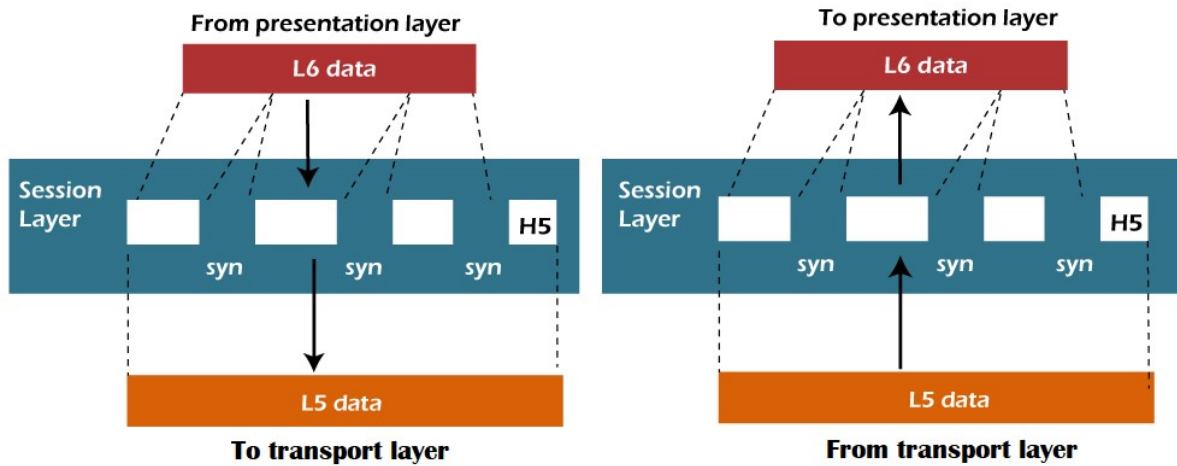 From presentation layer
L6 data
Session
Layer
H5
syn syn syn
L5 data
To transport layer
To presentation layer
L6 data
Session
Layer
H5
syn syn syn
L5 data
From transport layer